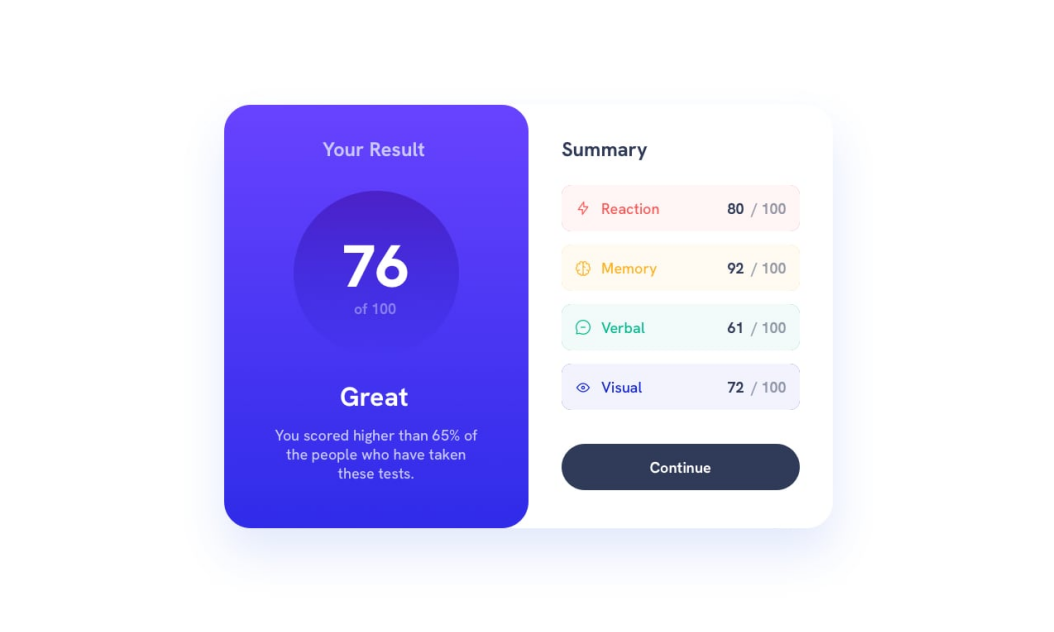 Your Result
76
of 100
Great
You scored higher than 65% of
the people who have taken
these tests.
Summary
Reaction 80 / 100
Memory 92 / 100
Verbal 61 / 100
Visual 72 / 100
Continue